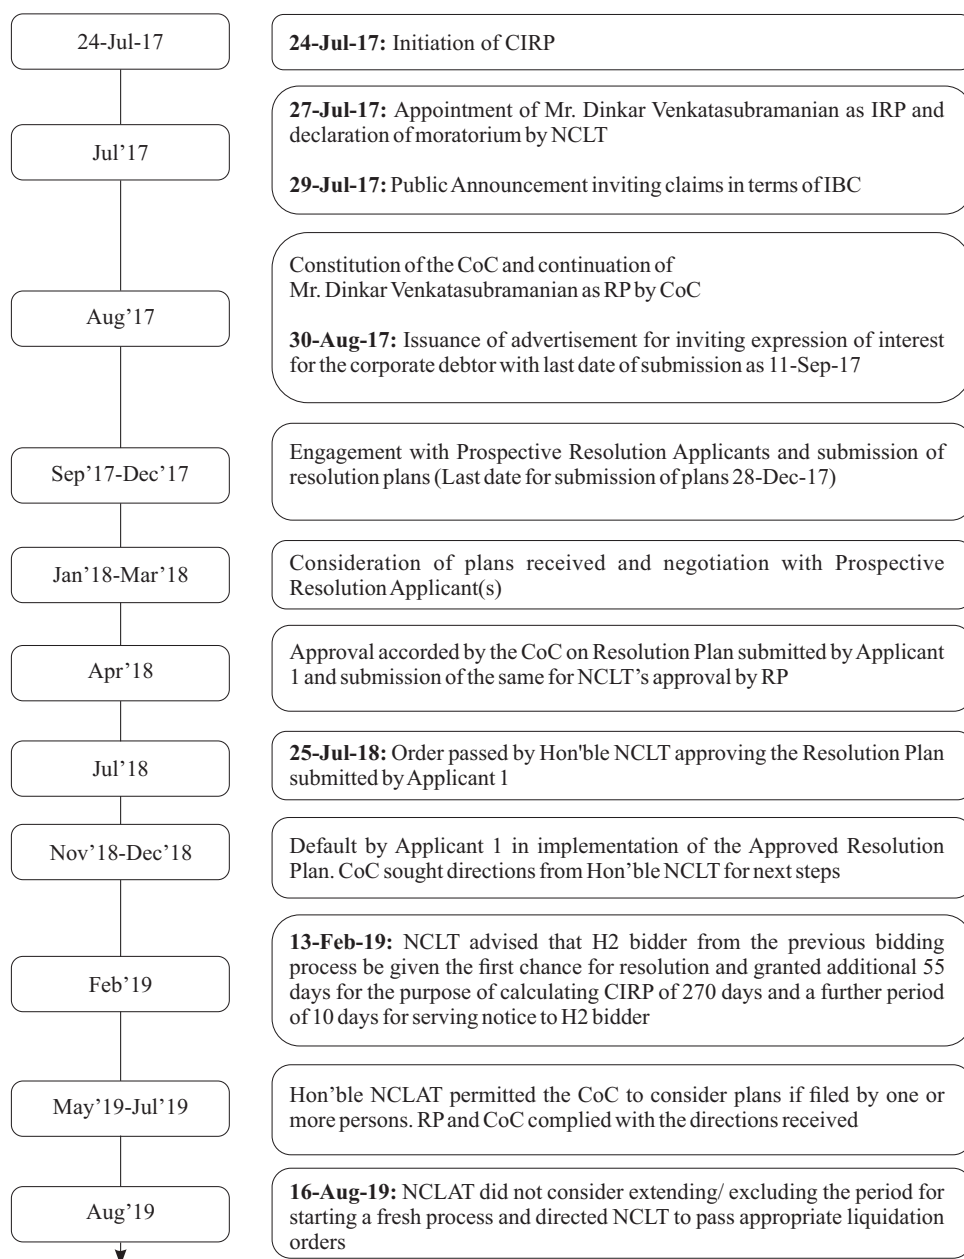 24-Jul-17
24-Jul-17: Initiation of CIRP
Jul’17
27-Jul-17: Appointment of Mr. Dinkar Venkatasubramanian as IRP and
declaration of moratorium by NCLT
29-Jul-17: Public Announcement inviting claims in terms of IBC
Aug’17
Constitution of the CoC and continuation of
Mr. Dinkar Venkatasubramanian as RP by CoC
30-Aug-17: Issuance of advertisement for inviting expression of interest
for the corporate debtor with last date of submission as 11-Sep-17
Sep’17-Dec’17
Engagement with Prospective Resolution Applicants and submission of
resolution plans (Last date for submission of plans 28-Dec-17)
Jan’18-Mar’18
Consideration of plans received and negotiation with Prospective
Resolution Applicant(s)
Apr’18
Approval accorded by the CoC on Resolution Plan submitted by Applicant
1 and submission of the same for NCLT’s approval by RP
Jul’18
25-Jul-18: Order passed by Hon'ble NCLT approving the Resolution Plan
submitted by Applicant 1
Nov’18-Dec’18
Default by Applicant 1 in implementation of the Approved Resolution
Plan. CoC sought directions from Hon’ble NCLT for next steps
Feb’19
13-Feb-19: NCLT advised that H2 bidder from the previous bidding
process be given the first chance for resolution and granted additional 55
days for the purpose of calculating CIRP of 270 days and a further period
of 10 days for serving notice to H2 bidder
May’19-Jul’19
Hon’ble NCLAT permitted the CoC to consider plans if filed by one or
more persons. RP and CoC complied with the directions received
Aug’19
16-Aug-19: NCLAT did not consider extending/ excluding the period for
starting a fresh process and directed NCLT to pass appropriate liquidation
orders